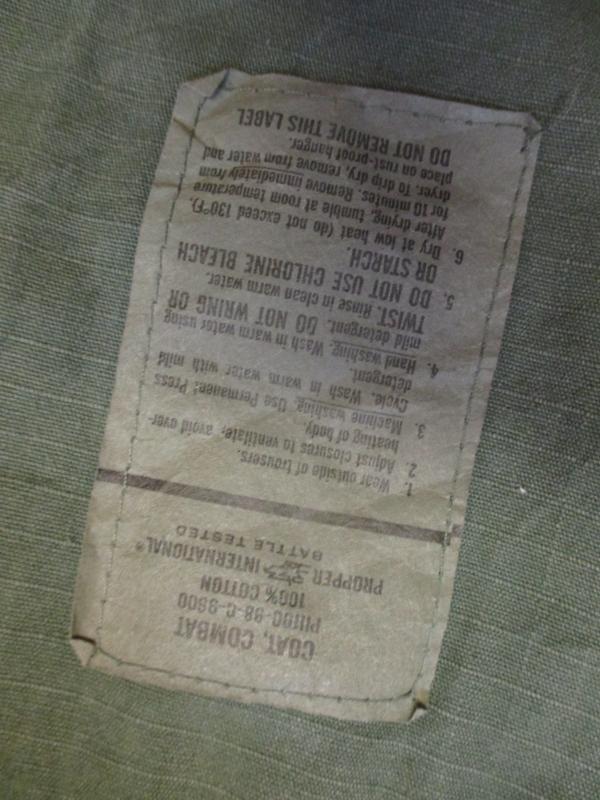 COAT, COMBAT
PI100-98-C-9500
100% COTTON
PROPPER INTERNATIONAL®
BATTLE TESTED
1. Wear outside of trousers.
2. Adjust closures to ventilate, avoid over-
heating of body.
3. Machine washing. Use Permanent Press
Cycle. Wash in warm water with mild
detergent.
4. Hand washing. Wash in warm water using
mild detergent. DO NOT WRING OR
TWIST. Rinse in clean warm water.
5. DO NOT USE CHLORINE BLEACH
OR STARCH.
6. Dry at low heat (do not exceed 130°F).
After drying, tumble at room temperature
for 10 minutes. Remove immediately from
dryer. To drip dry, remove from water and
place on rust-proof hanger.
DO NOT REMOVE THIS LABEL